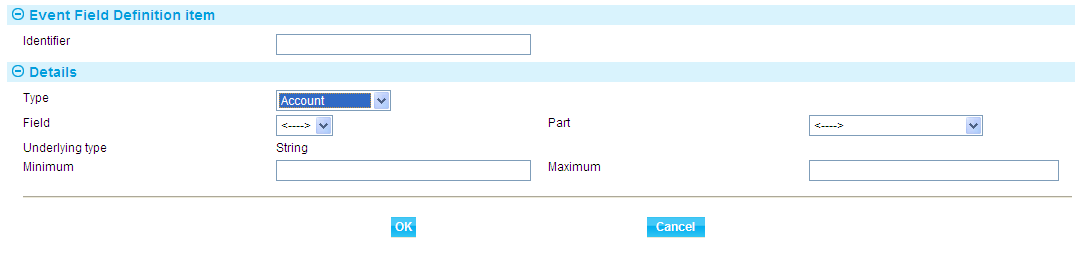 Event Field Definition item
Identifier
Details
Type Account
Field <----> Part <---->
Underlying type String
Minimum Maximum
OK Cancel